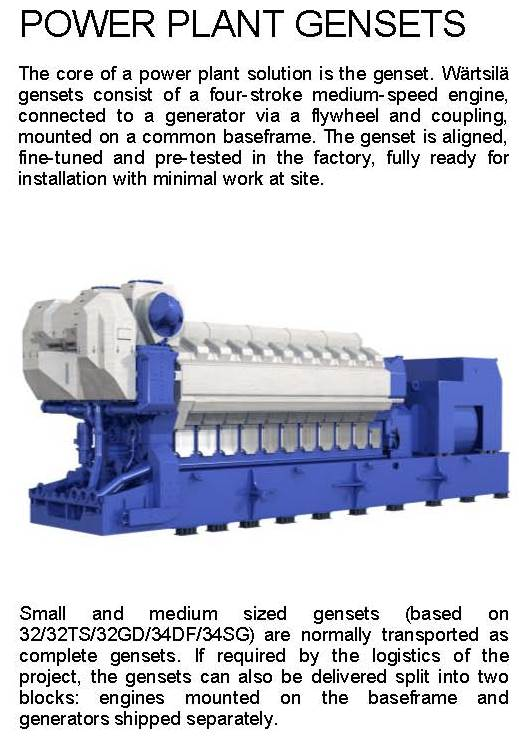 POWER PLANT GENSETS
The core of a power plant solution is the genset. Wärtsilä
gensets consist of a four-stroke medium-speed engine,
connected to a generator via a flywheel and coupling,
mounted on a common baseframe. The genset is aligned,
fine-tuned and pre-tested in the factory, fully ready for
installation with minimal work at site.
Small and medium sized gensets (based on
32/32TS/32GD/34DF/34SG) are normally transported as
complete gensets. If required by the logistics of the
project, the gensets can also be delivered split into two
blocks: engines mounted on the baseframe and
generators shipped separately.